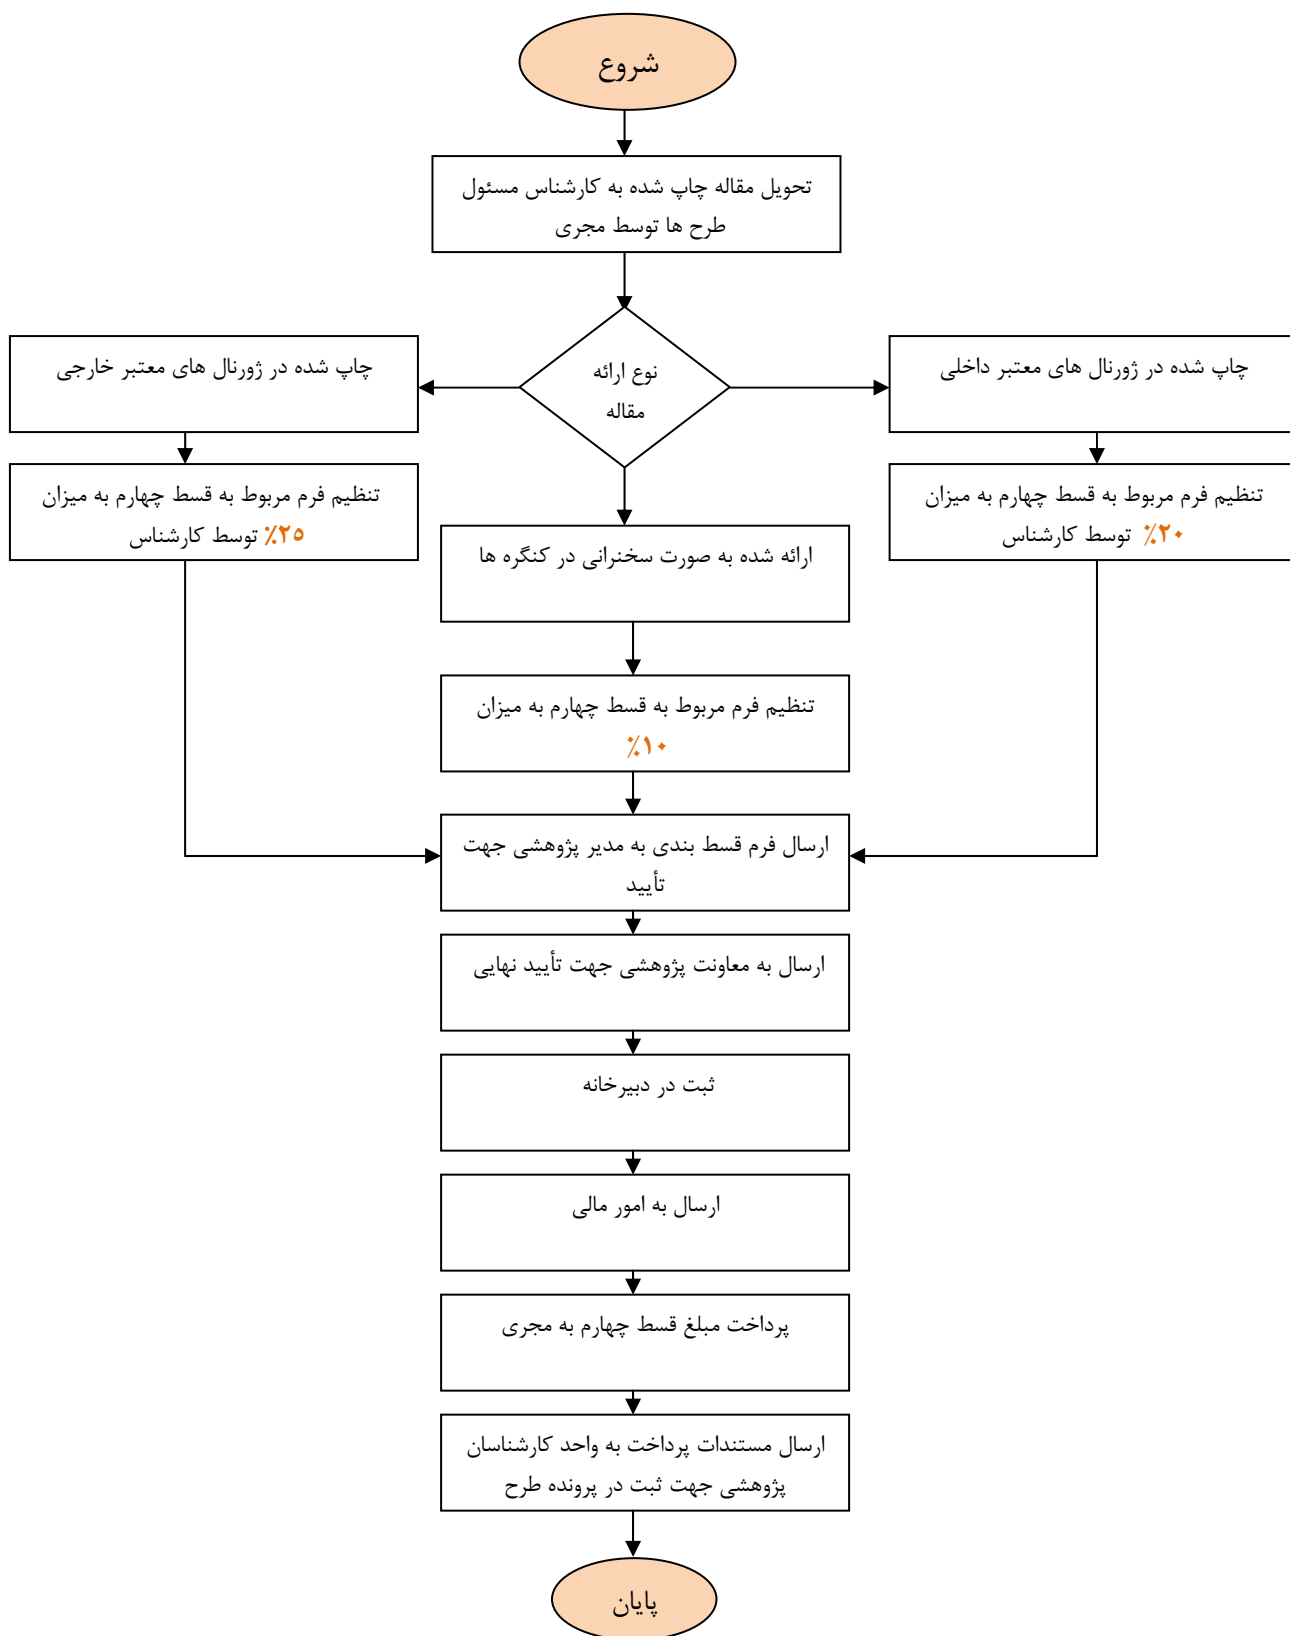 شروع
تحویل مقاله چاپ شده به کارشناس مسئول
طرح ها توسط مجری
نوع ارائه
مقاله
چاپ شده در ژورنال های معتبر داخلی
تنظیم فرم مربوط به قسط چهارم به میزان
۲۰٪ توسط کارشناس
چاپ شده در ژورنال های معتبر خارجی
تنظیم فرم مربوط به قسط چهارم به میزان
۲۵٪ توسط کارشناس
ارائه شده به صورت سخنرانی در کنگره ها
تنظیم فرم مربوط به قسط چهارم به میزان
۱۰٪
ارسال فرم قسط بندی به مدیر پژوهشی جهت
تأیید
ارسال به معاونت پژوهشی جهت تأیید نهایی
ثبت در دبیرخانه
ارسال به امور مالی
پرداخت مبلغ قسط چهارم به مجری
ارسال مستندات پرداخت به واحد کارشناسان
پژوهشی جهت ثبت در پرونده طرح
پایان